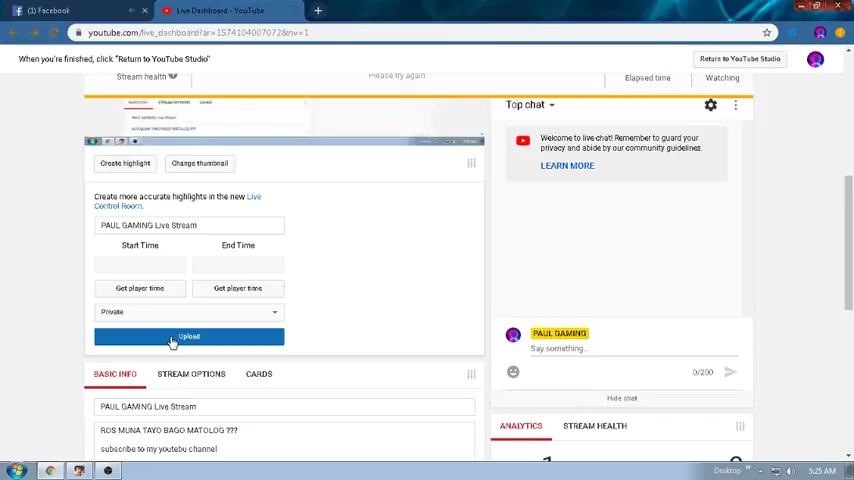 (1) Facebook
Live Dashboard - YouTube
youtube.com/live_dashboard?ar=1574104007072&nv=1
When you're finished, click "Return to YouTube Studio"
Return to YouTube Studio
Stream health
Please try again
Elapsed time
Watching
Top chat
Welcome to live chat! Remember to guard your
privacy and abide by our community guidelines.
LEARN MORE
Create highlight
Change thumbnail
Create more accurate highlights in the new Live
Control Room.
PAUL GAMING Live Stream
Start Time
End Time
Get player time
Get player time
Private
Upload
PAUL GAMING
Say something...
0/200
Hide chat
BASIC INFO
STREAM OPTIONS
CARDS
PAUL GAMING Live Stream
ROS MUNA TAYO BAGO MATOLOG ???
subscribe to my youtebu channel
ANALYTICS
STREAM HEALTH
Desktop
5:25 AM